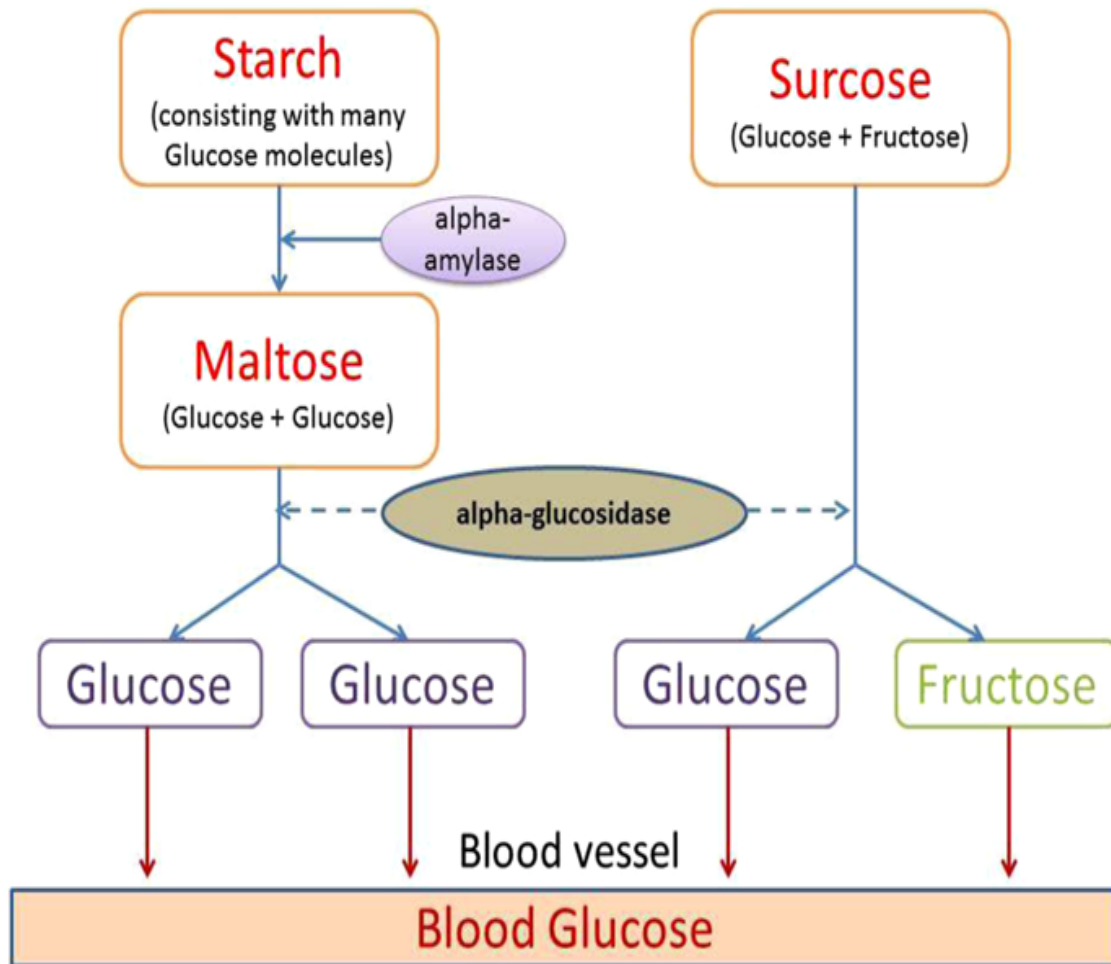 Starch
(consisting with many
Glucose molecules)
Surcose
(Glucose + Fructose)
alpha-
amylase
Maltose
(Glucose + Glucose)
alpha-glucosidase
Glucose
Glucose
Glucose
Fructose
Blood vessel
Blood Glucose